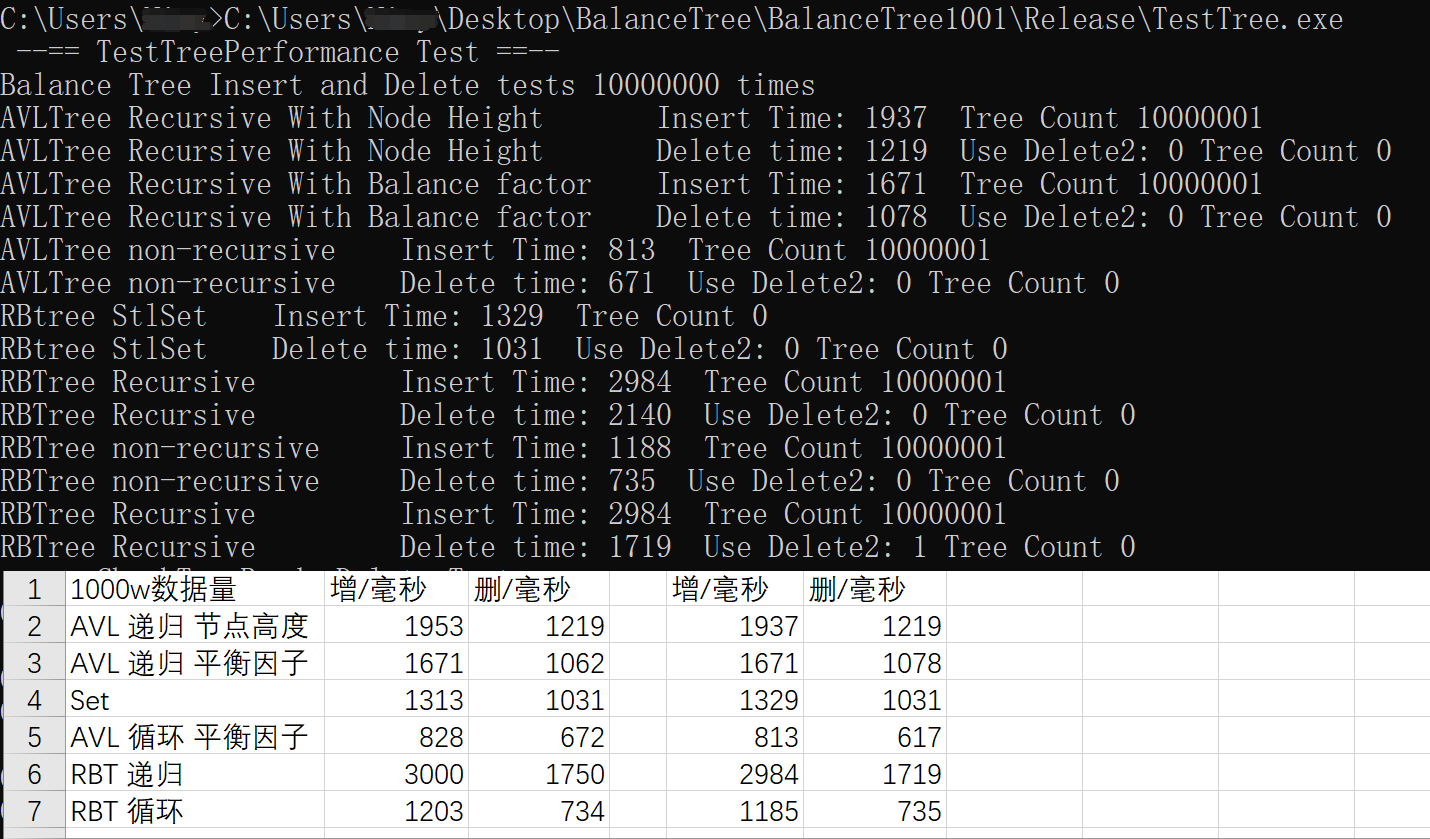 C:\Users\>C:\Users\\Desktop\BalanceTree\BalanceTree1001\Release\TestTree.exe
--== TestTreePerformance Test ==--
Balance Tree Insert and Delete tests 10000000 times
AVLTree Recursive With Node Height Insert Time: 1937 Tree Count 10000001
AVLTree Recursive With Node Height Delete time: 1219 Use Delete2: 0 Tree Count 0
AVLTree Recursive With Balance factor Insert Time: 1671 Tree Count 10000001
AVLTree Recursive With Balance factor Delete time: 1078 Use Delete2: 0 Tree Count 0
AVLTree non-recursive Insert Time: 813 Tree Count 10000001
AVLTree non-recursive Delete time: 671 Use Delete2: 0 Tree Count 0
RBtree StlSet Insert Time: 1329 Tree Count 0
RBtree StlSet Delete time: 1031 Use Delete2: 0 Tree Count 0
RBTree Recursive Insert Time: 2984 Tree Count 10000001
RBTree Recursive Delete time: 2140 Use Delete2: 0 Tree Count 0
RBTree non-recursive Insert Time: 1188 Tree Count 10000001
RBTree non-recursive Delete time: 735 Use Delete2: 0 Tree Count 0
RBTree Recursive Insert Time: 2984 Tree Count 10000001
RBTree Recursive Delete time: 1719 Use Delete2: 1 Tree Count 0
1 1000w数据量 增/毫秒 删/毫秒 增/毫秒 删/毫秒
2 AVL 递归 节点高度 1953 1219 1937 1219
3 AVL 递归 平衡因子 1671 1062 1671 1078
4 Set 1313 1031 1329 1031
5 AVL 循环 平衡因子 828 672 813 617
6 RBT 递归 3000 1750 2984 1719
7 RBT 循环 1203 734 1185 735